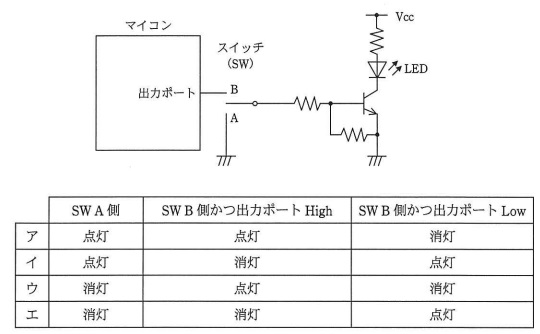 Vcc
マイコン
スイッチ
(SW)
LED
出力ポート
B
A
SW A 側 SW B 側かつ出力ポート High SW B 側かつ出力ポート Low
ア 点灯 点灯 消灯
イ 点灯 消灯 点灯
ウ 消灯 点灯 消灯
エ 消灯 消灯 点灯